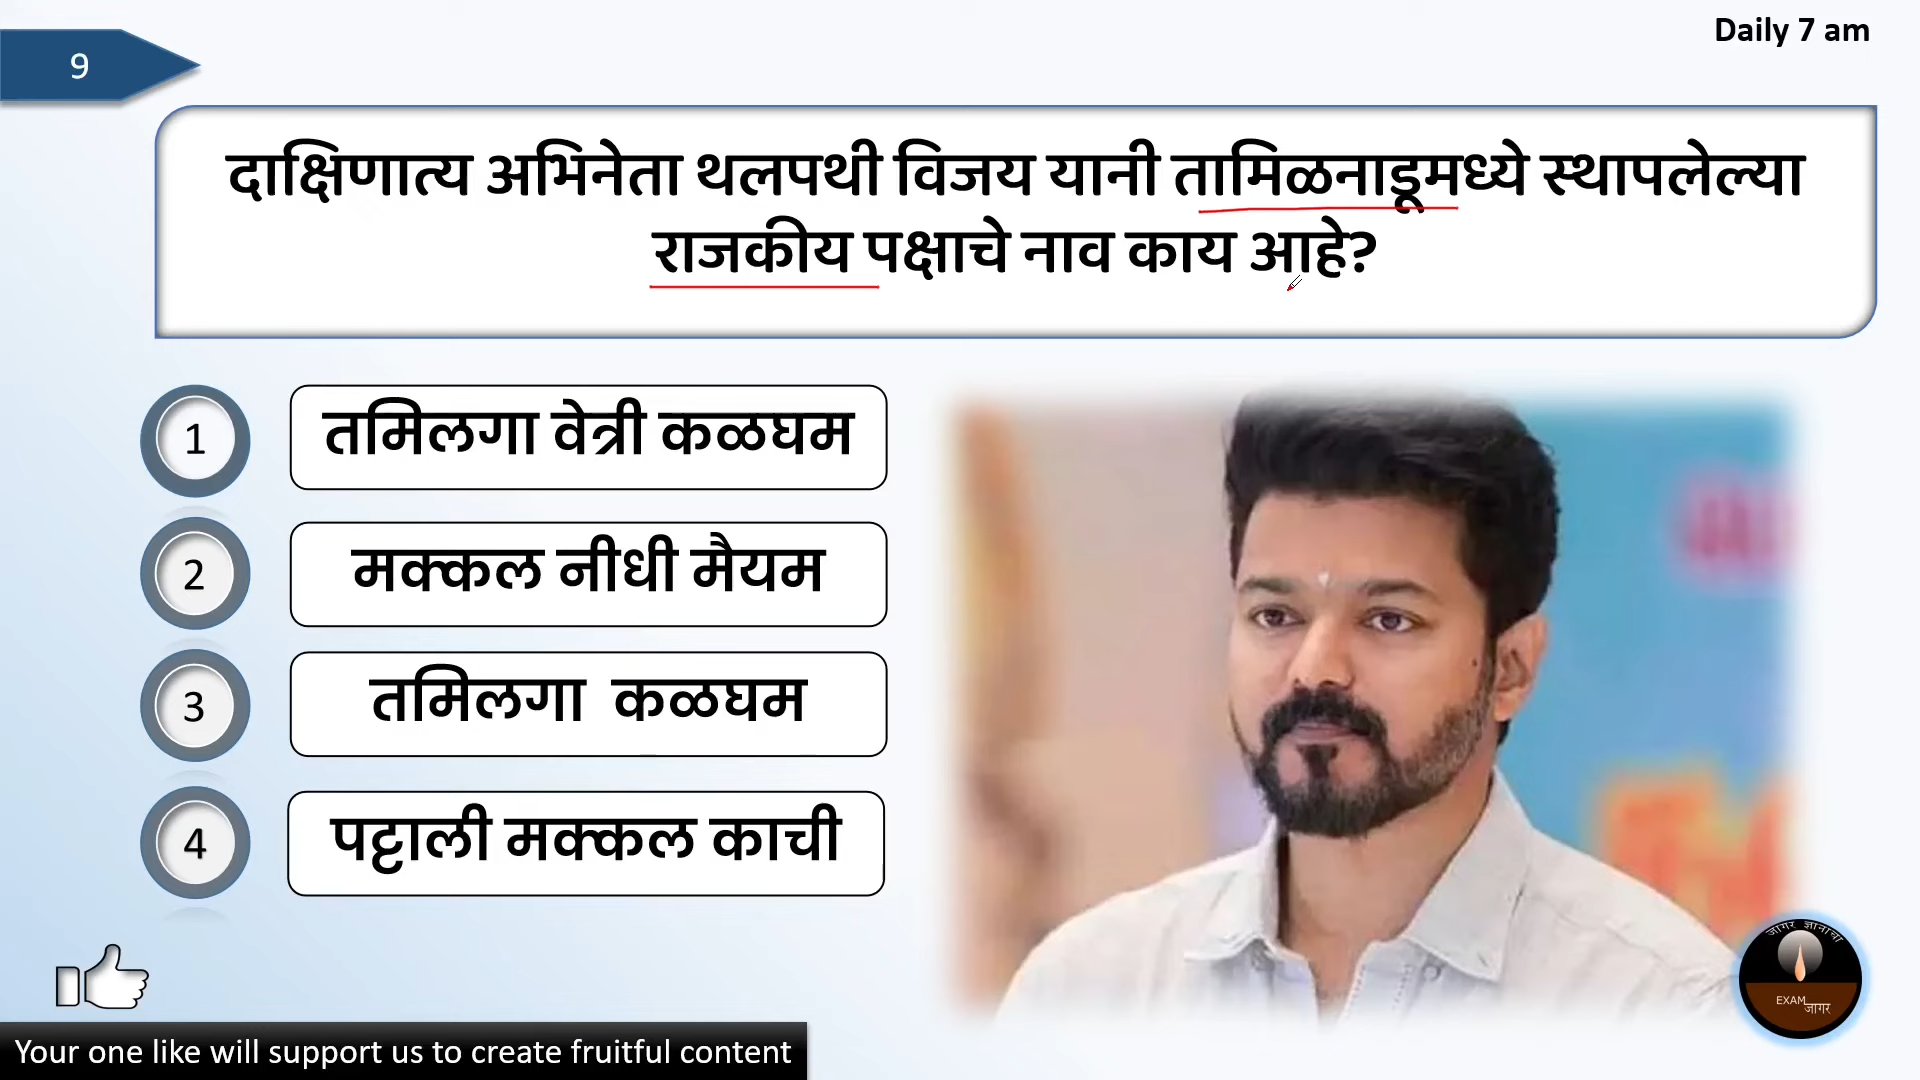 Daily 7 am
9
दाक्षिणात्य अभिनेता थलपथी विजय यानी तामिळनाडूमध्ये स्थापलेल्या
राजकीय पक्षाचे नाव काय आहे?
1 तमिलगा वेत्री कळघम
2 मक्कल नीधी मैयम
3 तमिलगा कळघम
4 पट्टाली मक्कल काची
जागर ज्ञानाचा
EXAM जागर
Your one like will support us to create fruitful content